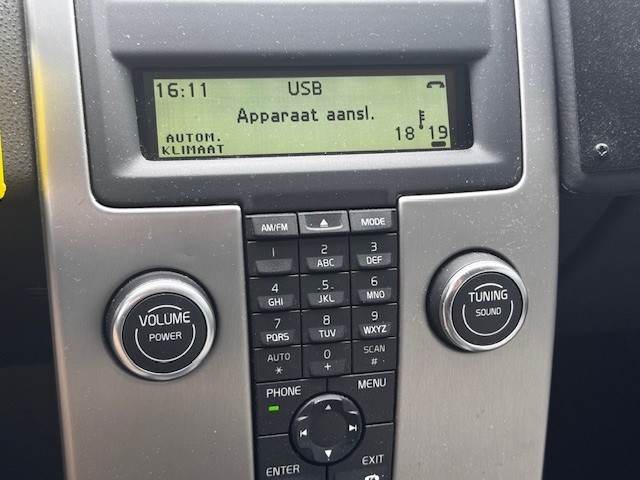 16:11 USB
Apparaat aansl.
AUTOM. 18°19
KLIMAAT
AM/FM MODE
1 2 ABC 3 DEF
4 GHI 5 JKL 6 MNO
7 PQRS 8 TUV 9 WXYZ
AUTO * 0 + SCAN #
VOLUME
POWER
TUNING
SOUND
PHONE MENU
ENTER EXIT